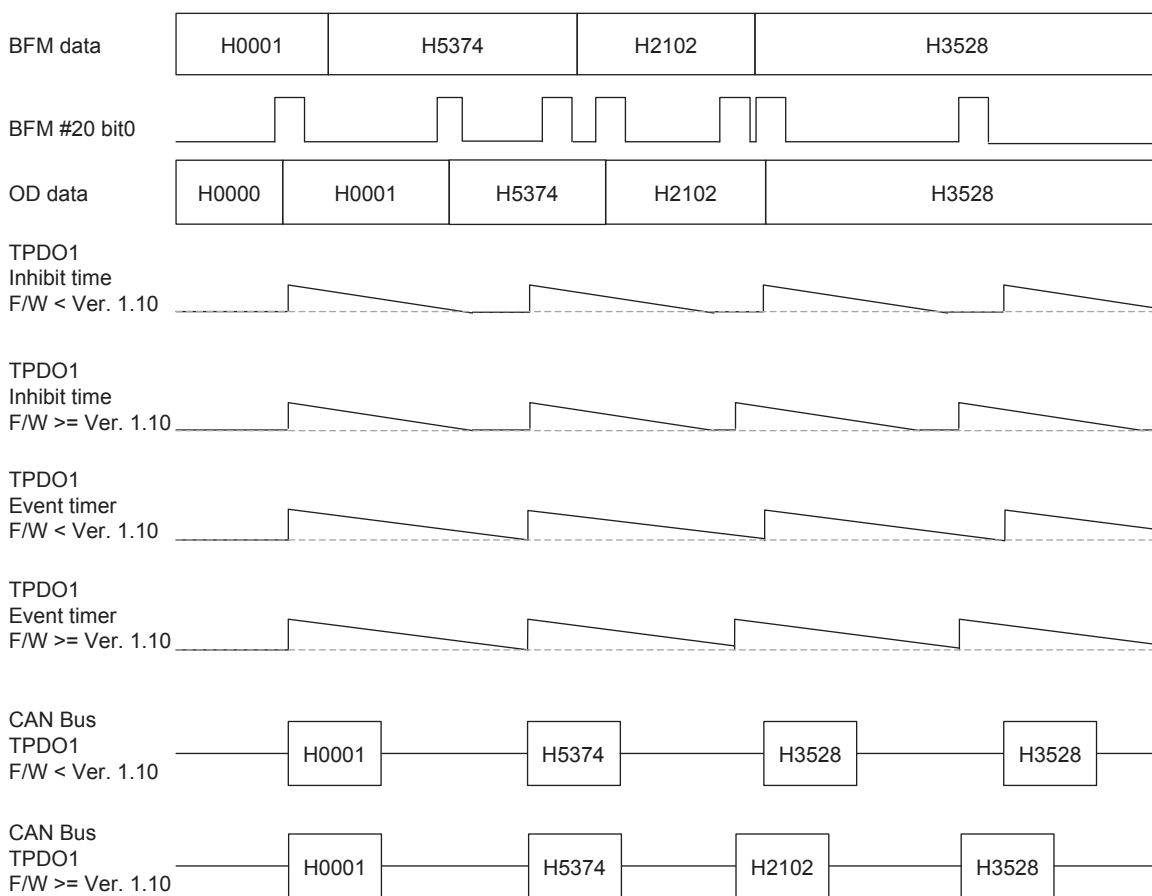 BFM data
H0001 H5374 H2102 H3528
BFM #20 bit0
OD data
H0000 H0001 H5374 H2102 H3528
TPDO1
Inhibit time
F/W < Ver. 1.10
TPDO1
Inhibit time
F/W >= Ver. 1.10
TPDO1
Event timer
F/W < Ver. 1.10
TPDO1
Event timer
F/W >= Ver. 1.10
CAN Bus
TPDO1
F/W < Ver. 1.10
H0001 H5374 H3528 H3528
CAN Bus
TPDO1
F/W >= Ver. 1.10
H0001 H5374 H2102 H3528